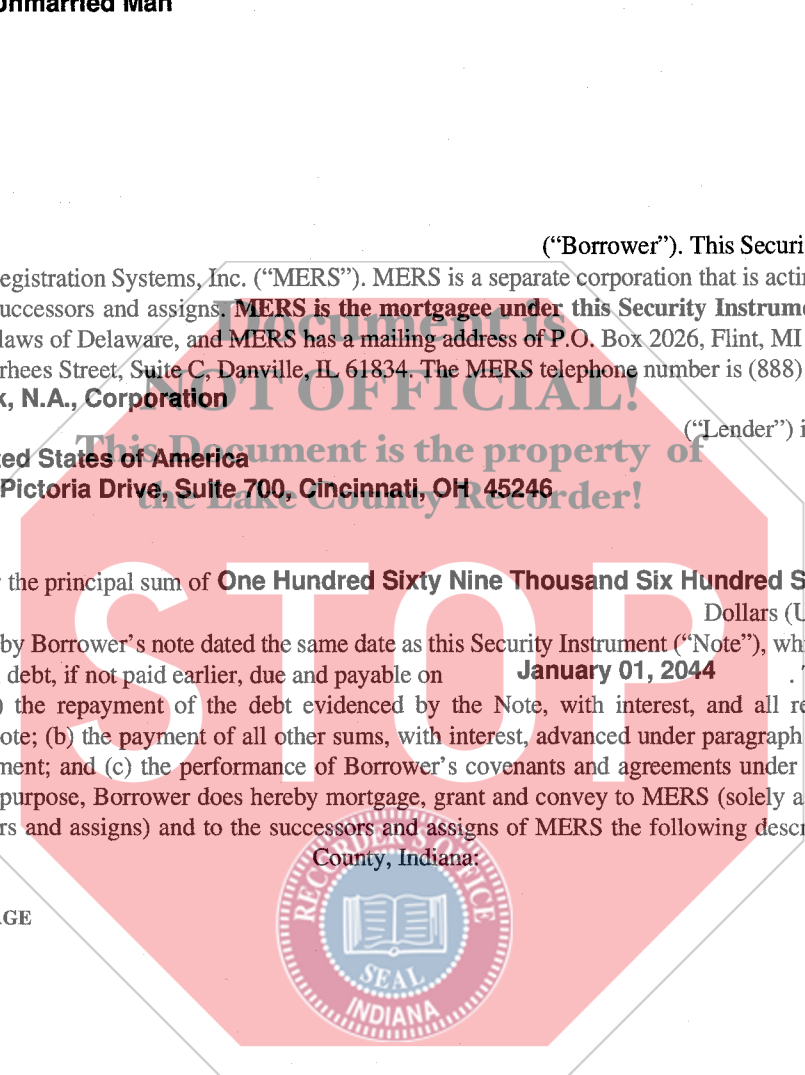 Unmarried Man
("Borrower"). This Securi
egistration Systems, Inc. ("MERS"). MERS is a separate corporation that is acti
uccessors and assigns. MERS is the mortgagee under this Security Instrum
Document is
laws of Delaware, and MERS has a mailing address of P.O. Box 2026, Flint, MI
rhees Street, Suite C, Danville, IL 61834. The MERS telephone number is (888)
NOT OFFICIAL!
k, N.A., Corporation
("Lender") i
This Document is the property of
ted States of America
Pictoria Drive, Suite 700, Cincinnati, OH 45246
the Lake County Recorder!
the principal sum of One Hundred Sixty Nine Thousand Six Hundred S
Dollars (U
STOP
by Borrower's note dated the same date as this Security Instrument ("Note"), wh
debt, if not paid earlier, due and payable on January 01, 2044 .
) the repayment of the debt evidenced by the Note, with interest, and all re
ote; (b) the payment of all other sums, with interest, advanced under paragraph
ment; and (c) the performance of Borrower's covenants and agreements under
purpose, Borrower does hereby mortgage, grant and convey to MERS (solely a
rs and assigns) and to the successors and assigns of MERS the following descr
County, Indiana:
RECORDER'S OFFICE
SEAL
INDIANA
AGE